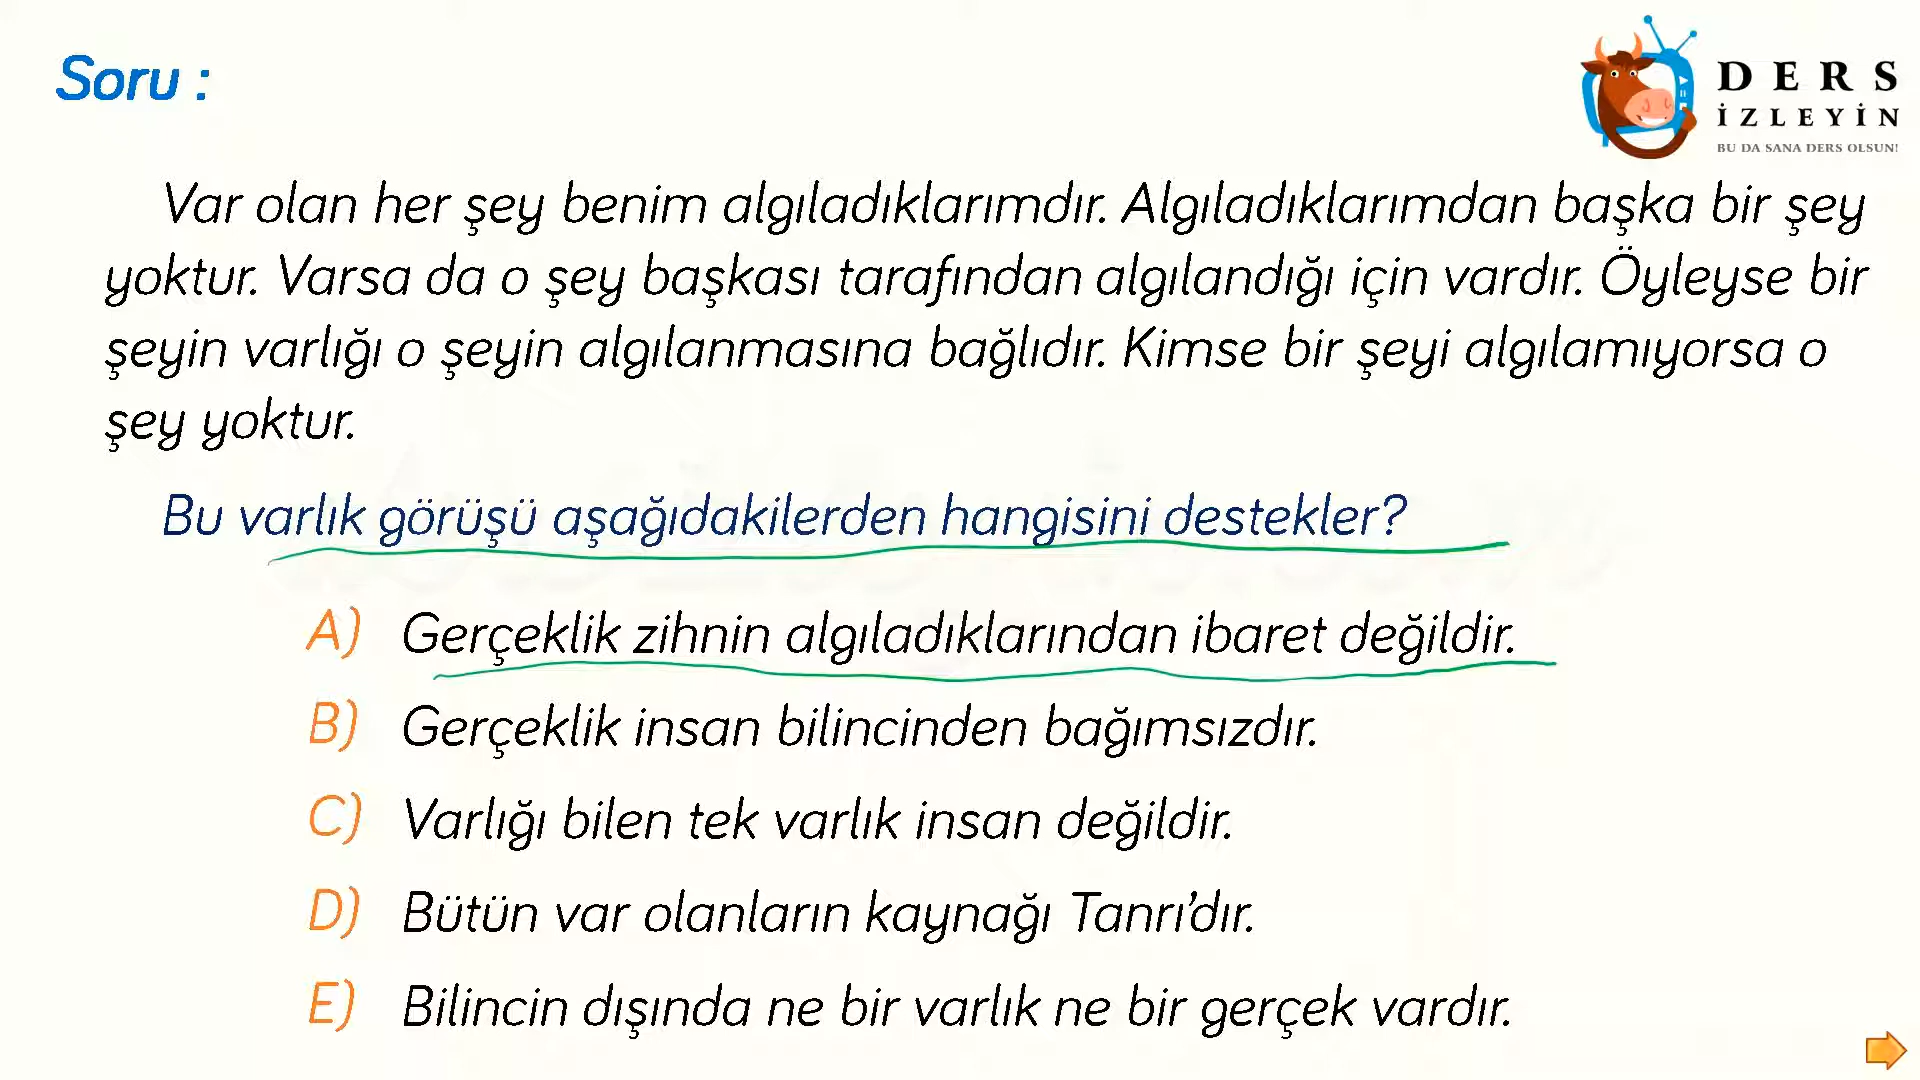 Soru :
DERS
İZLEYİN
BU DA SANA DERS OLSUN!
Var olan her şey benim algıladıklarımdır. Algıladıklarımdan başka bir şey
yoktur. Varsa da o şey başkası tarafından algılandığı için vardır. Öyleyse bir
şeyin varlığı o şeyin algılanmasına bağlıdır. Kimse bir şeyi algılamıyorsa o
şey yoktur.
Bu varlık görüşü aşağıdakilerden hangisini destekler?
A) Gerçeklik zihnin algıladıklarından ibaret değildir.
B) Gerçeklik insan bilincinden bağımsızdır.
C) Varlığı bilen tek varlık insan değildir.
D) Bütün var olanların kaynağı Tanrı’dır.
E) Bilincin dışında ne bir varlık ne bir gerçek vardır.